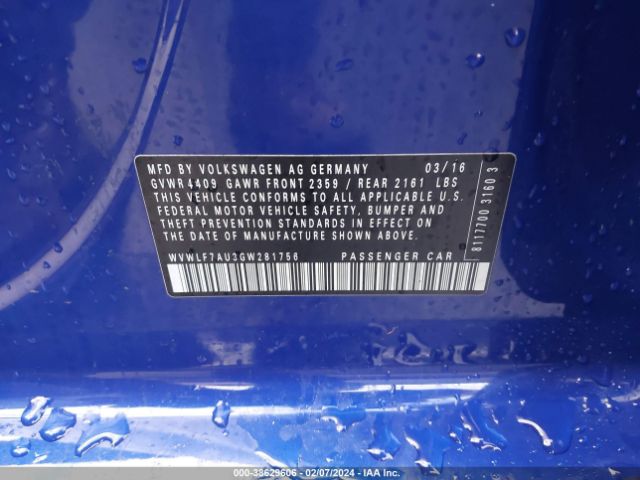 MFD BY VOLKSWAGEN AG GERMANY 03/16
GVWR 4409 GAWR FRONT 2359 / REAR 2161 LBS
THIS VEHICLE CONFORMS TO ALL APPLICABLE U.S.
FEDERAL MOTOR VEHICLE SAFETY, BUMPER AND
THEFT PREVENTION STANDARDS IN EFFECT ON THE
DATE OF MANUFACTURE SHOWN ABOVE.
WVWLF7AU3GW281756 PASSENGER CAR
8117700 3160 3
000-38629606 - 02/07/2024 - IAA Inc.